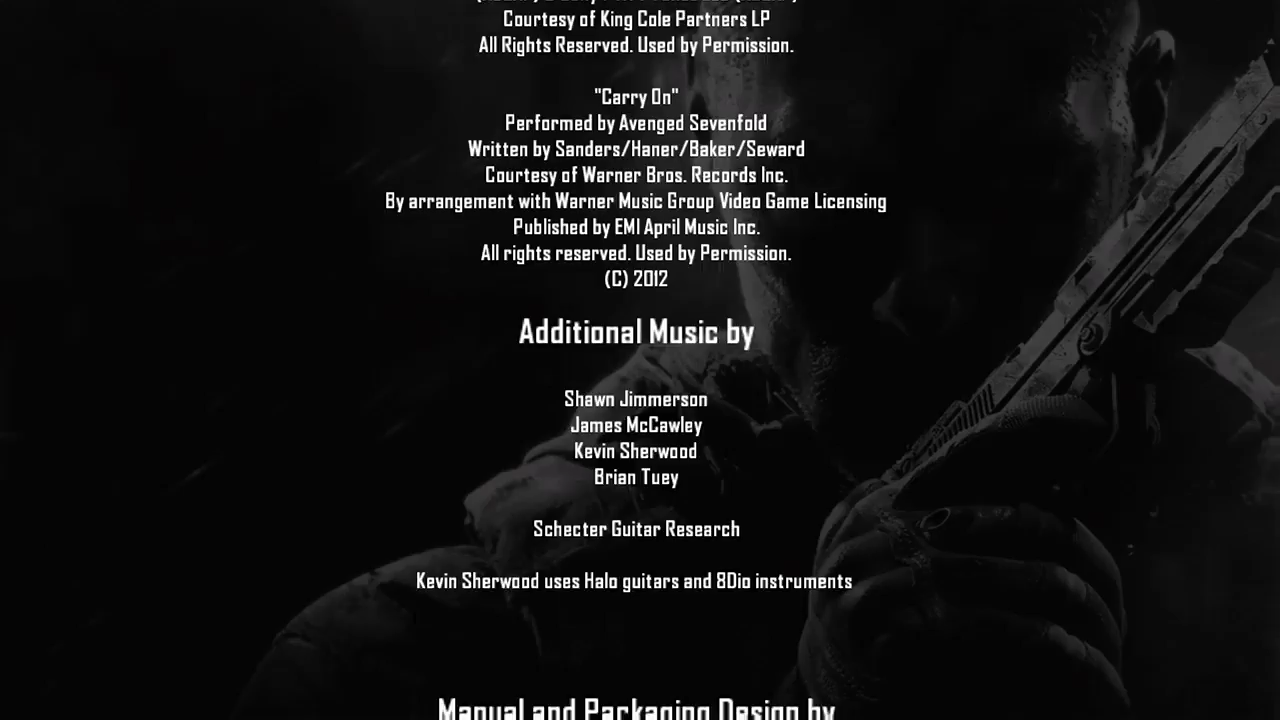 Courtesy of King Cole Partners LP
All Rights Reserved. Used by Permission.
"Carry On"
Performed by Avenged Sevenfold
Written by Sanders/Haner/Baker/Seward
Courtesy of Warner Bros. Records Inc.
By arrangement with Warner Music Group Video Game Licensing
Published by EMI April Music Inc.
All rights reserved. Used by Permission.
(C) 2012
Additional Music by
Shawn Jimmerson
James McCawley
Kevin Sherwood
Brian Tuey
Schecter Guitar Research
Kevin Sherwood uses Halo guitars and 8Dio instruments
Manual and Packaging Design by